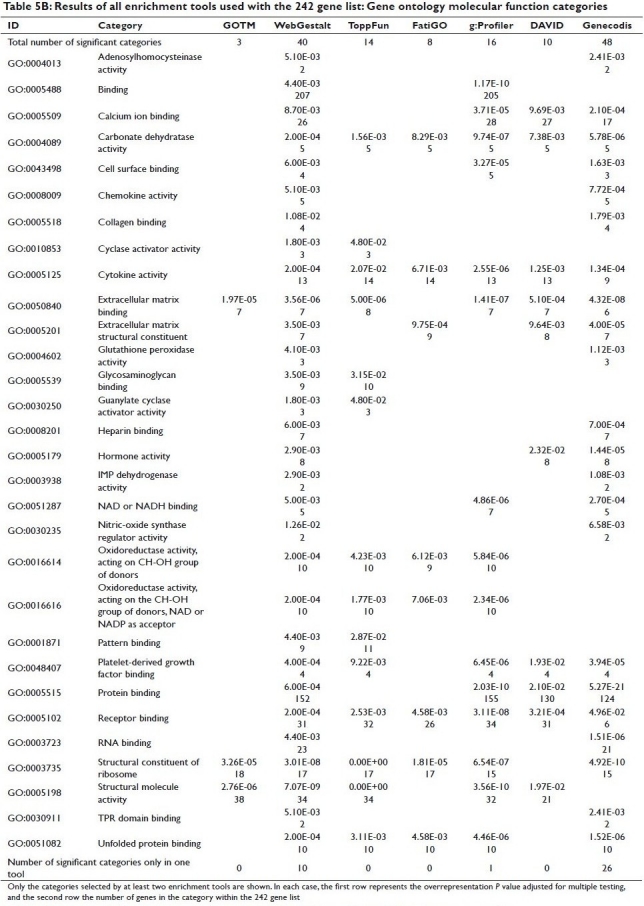 Table 5B: Results of all enrichment tools used with the 242 gene list: Gene ontology molecular function categories
ID Category GOTM WebGestalt ToppFun FatiGO g:Profiler DAVID Genecodis
Total number of significant categories 3 40 14 8 16 10 48
GO:0004013 Adenosylhomocysteinase activity 5.10E-03 2.41E-03
2 2
GO:0005488 Binding 4.40E-03 1.17E-10
207 205
GO:0005509 Calcium ion binding 8.70E-03 3.71E-05 9.69E-03 2.10E-04
26 28 27 17
GO:0004089 Carbonate dehydratase activity 2.00E-04 1.56E-03 8.29E-03 9.74E-07 7.38E-03 5.78E-06
5 5 5 5 5 5
GO:0043498 Cell surface binding 6.00E-03 3.27E-05 1.63E-03
4 5 3
GO:0008009 Chemokine activity 5.10E-03 7.72E-04
5 5
GO:0005518 Collagen binding 1.08E-02 1.79E-03
4 4
GO:0010853 Cyclase activator activity 1.80E-03 4.80E-02
3 3
GO:0005125 Cytokine activity 2.00E-04 2.07E-02 6.71E-03 2.55E-06 1.25E-03 1.34E-04
13 14 14 13 13 9
GO:0050840 Extracellular matrix binding 1.97E-05 3.56E-06 5.00E-06 1.41E-07 5.10E-04 4.32E-08
7 7 8 7 7 6
GO:0005201 Extracellular matrix structural constituent 3.50E-03 9.75E-04 9.64E-03 4.00E-05
7 9 8 7
GO:0004602 Glutathione peroxidase activity 4.10E-03 1.12E-03
3 3
GO:0005539 Glycosaminoglycan binding 3.50E-03 3.15E-02
9 10
GO:0030250 Guanylate cyclase activator activity 1.80E-03 4.80E-02
3 3
GO:0008201 Heparin binding 6.00E-03 7.00E-04
7 7
GO:0005179 Hormone activity 2.90E-03 2.32E-02 1.44E-05
8 8 8
GO:0003938 IMP dehydrogenase activity 2.90E-03 1.08E-03
2 2
GO:0051287 NAD or NADH binding 5.00E-03 4.86E-06 2.70E-04
5 7 5
GO:0030235 Nitric-oxide synthase regulator activity 1.26E-02 6.58E-03
2 2
GO:0016614 Oxidoreductase activity, acting on CH-OH group of donors 2.00E-04 4.23E-03 6.12E-03 5.84E-06
10 10 9 10
GO:0016616 Oxidoreductase activity, acting on the CH-OH group of donors, NAD or NADP as acceptor 2.00E-04 1.77E-03 7.06E-03 2.34E-06
10 10 10
GO:0001871 Pattern binding 4.40E-03 2.87E-02
9 11
GO:0048407 Platelet-derived growth factor binding 4.00E-04 9.22E-03 6.45E-06 1.93E-02 3.94E-05
4 4 4 4 4
GO:0005515 Protein binding 6.00E-04 2.03E-10 2.10E-02 5.27E-21
152 155 130 124
GO:0005102 Receptor binding 2.00E-04 2.53E-03 4.58E-03 3.11E-08 3.21E-04 4.96E-02
31 32 26 34 31 6
GO:0003723 RNA binding 4.40E-03 1.51E-06
23 21
GO:0003735 Structural constituent of ribosome 3.26E-05 3.01E-08 0.00E+00 1.81E-05 6.54E-07 4.92E-10
18 17 17 17 15 15
GO:0005198 Structural molecule activity 2.76E-06 7.07E-09 0.00E+00 3.56E-10 1.97E-02
38 34 34 32 21
GO:0030911 TPR domain binding 5.10E-03 2.41E-03
2 2
GO:0051082 Unfolded protein binding 2.00E-04 3.11E-03 4.58E-03 4.46E-06 1.52E-06
10 10 10 10 10
Number of significant categories only in one tool 0 10 0 0 1 0 26
Only the categories selected by at least two enrichment tools are shown. In each case, the first row represents the overrepresentation P value adjusted for multiple testing,
and the second row the number of genes in the category within the 242 gene list